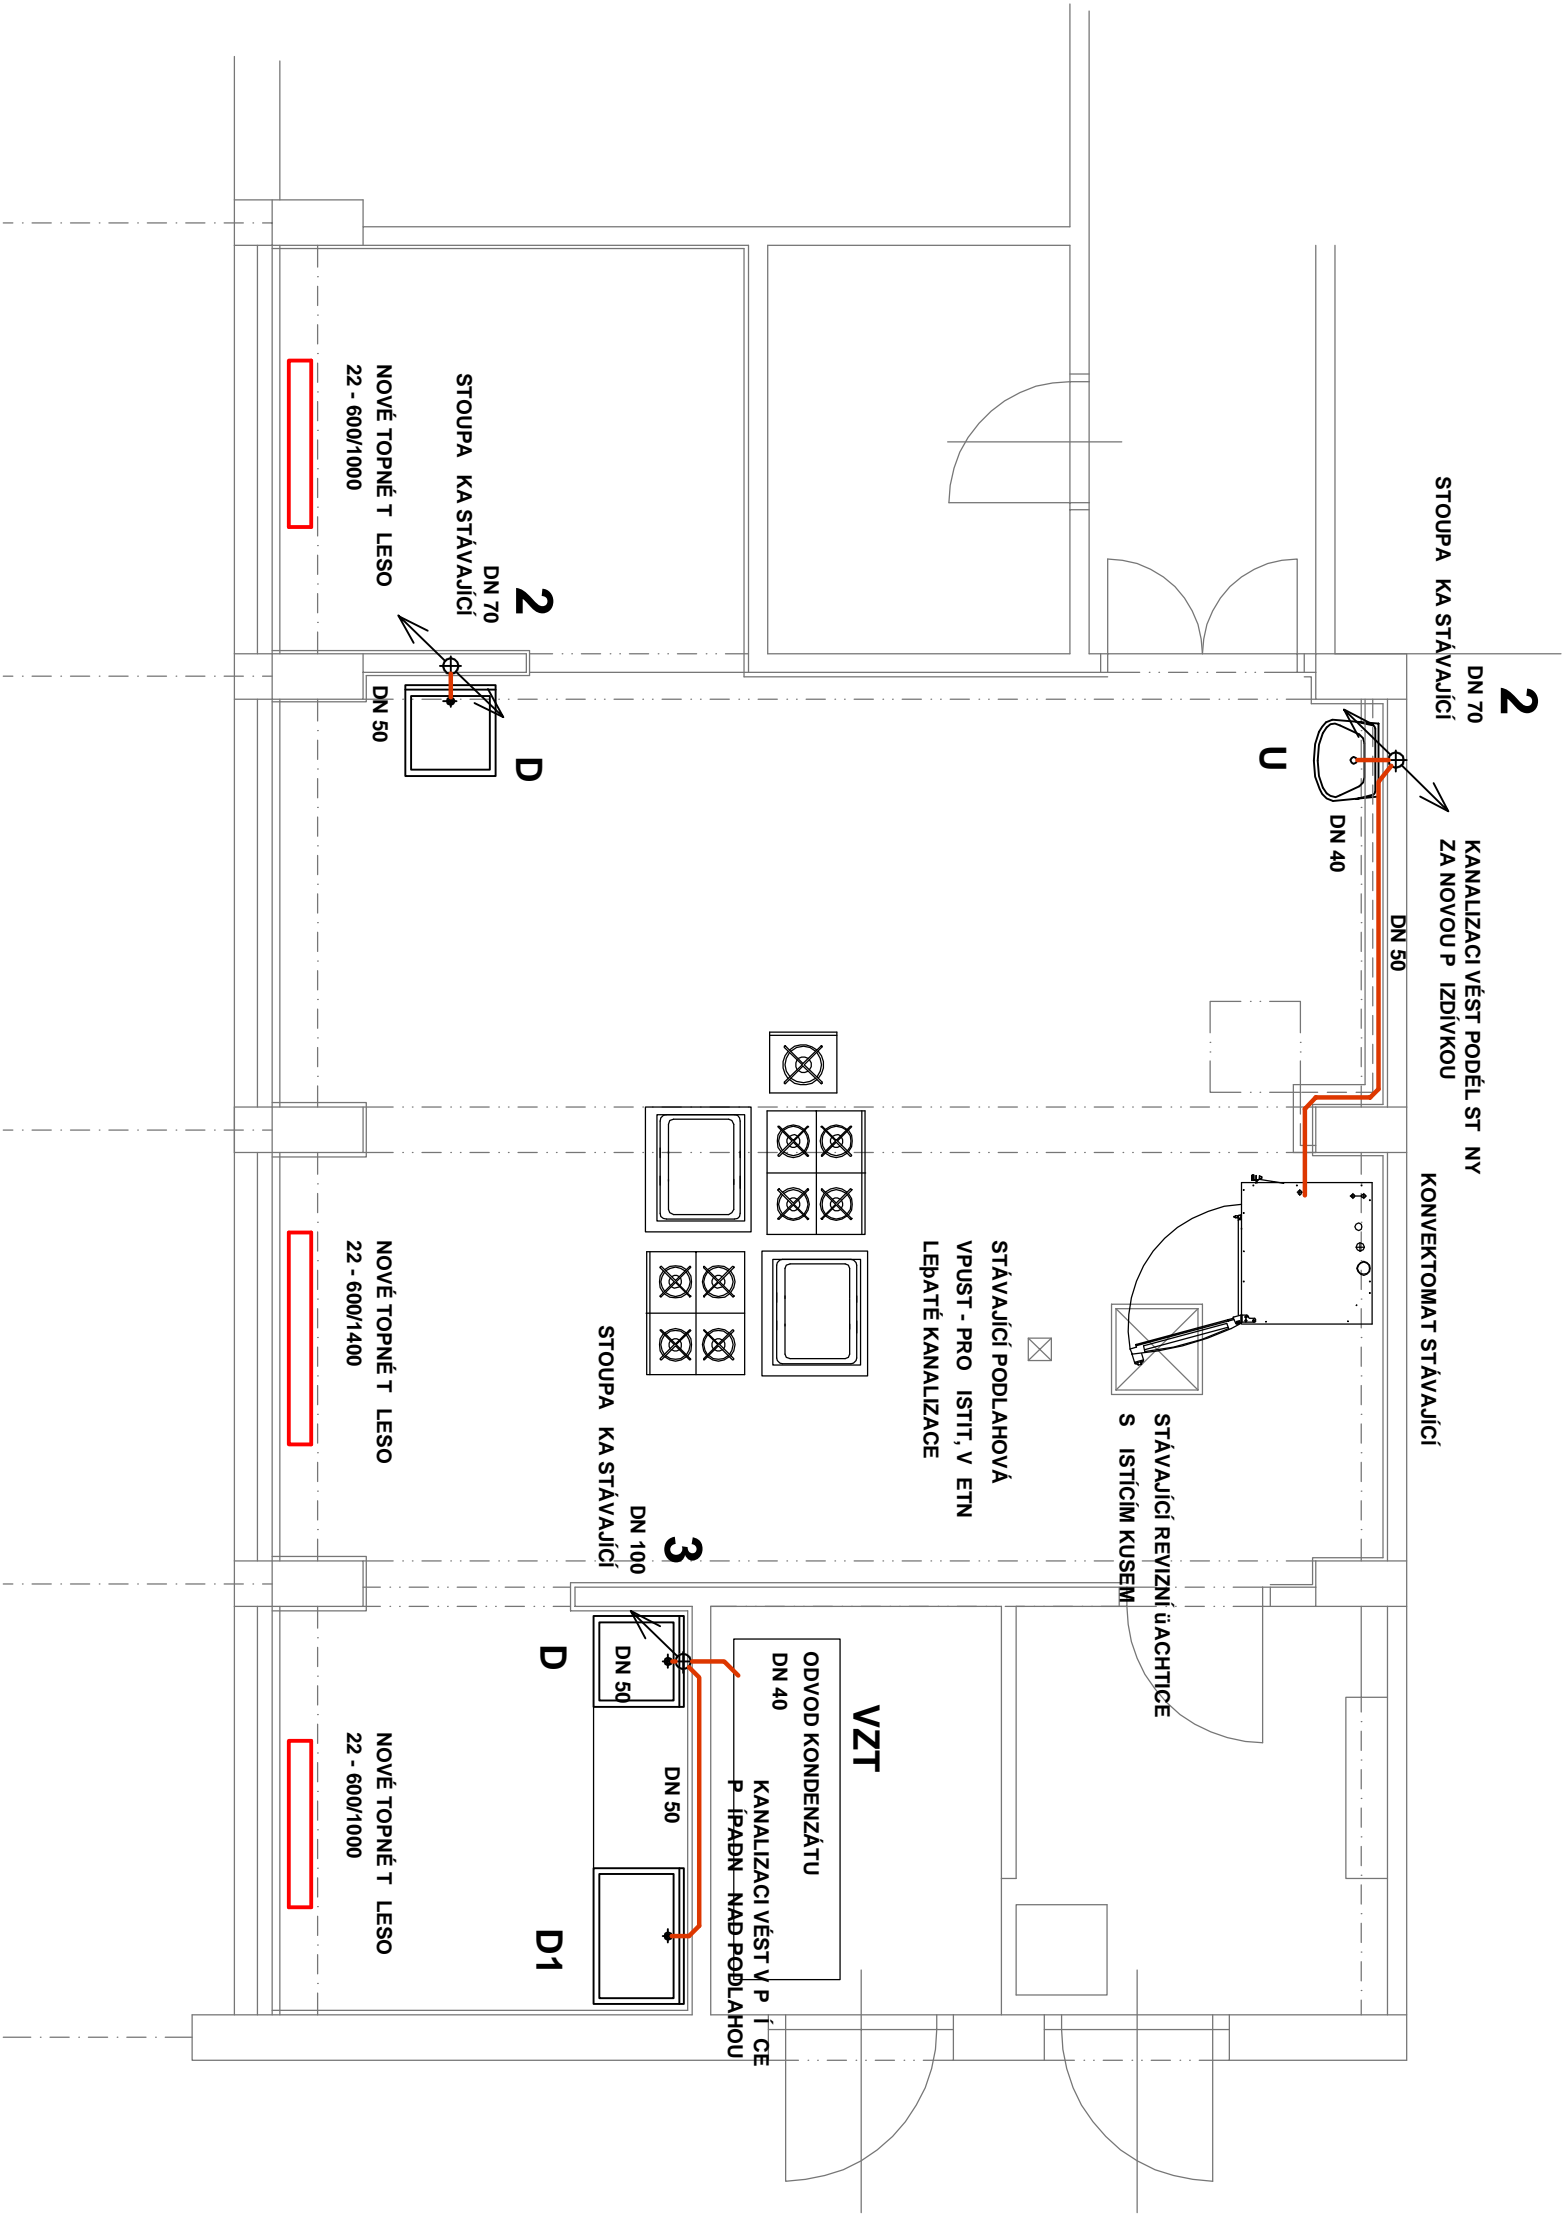 2
DN 70
STOUPA KA STÁVAJÍCÍ
KANALIZACI VÉST PODÉL ST NY
ZA NOVOU P IZDÍVKOU
KONVEKTOMAT STÁVAJÍCÍ
DN 50
U
DN 40
STÁVAJÍCÍ REVIZNÍ üACHTICE
S ISTÍCÍM KUSEM
STÁVAJÍCÍ PODLAHOVÁ
VPUST - PRO ISTIT, V ETN
LEþATÉ KANALIZACE
VZT
ODVOD KONDENZÁTU
DN 40
KANALIZACI VÉST V P Í CE
P ÍPADN NAD PODLAHOU
3
DN 100
STOUPA KA STÁVAJÍCÍ
DN 50
DN 50
D
D1
2
DN 70
STOUPA KA STÁVAJÍCÍ
DN 50
D
NOVÉ TOPNÉ T LESO
22 - 600/1000
NOVÉ TOPNÉ T LESO
22 - 600/1400
NOVÉ TOPNÉ T LESO
22 - 600/1000